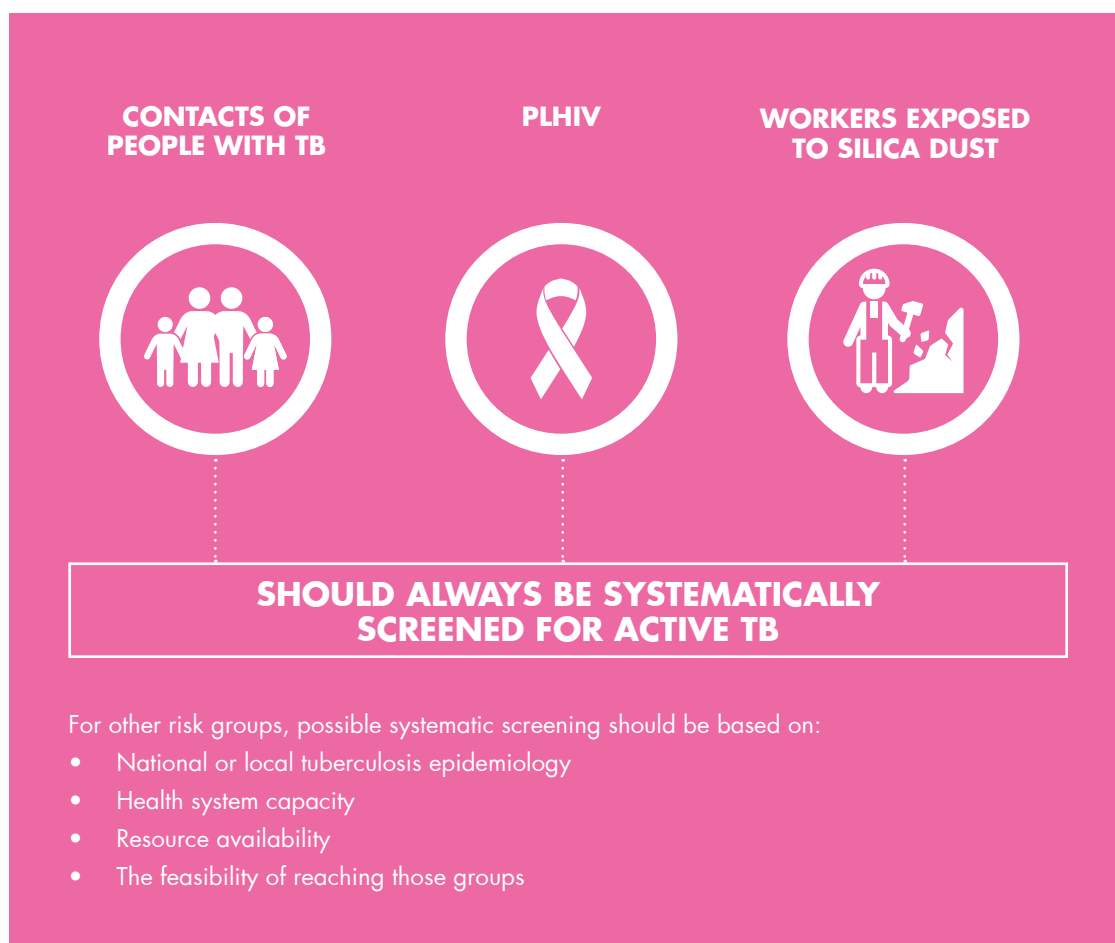 CONTACTS OF
PEOPLE WITH TB
PLHIV
WORKERS EXPOSED
TO SILICA DUST
SHOULD ALWAYS BE SYSTEMATICALLY
SCREENED FOR ACTIVE TB
For other risk groups, possible systematic screening should be based on:
• National or local tuberculosis epidemiology
• Health system capacity
• Resource availability
• The feasibility of reaching those groups